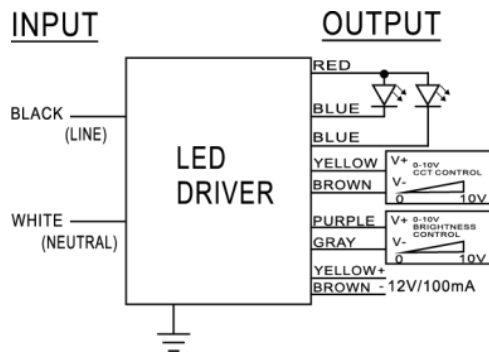 INPUT
OUTPUT
RED
BLUE
BLACK
(LINE)
BLUE
LED
DRIVER
YELLOW
V+ 0-10V
CCT CONTROL
BROWN
V-
0 10V
WHITE
(NEUTRAL)
PURPLE
V+ 0-10V
BRIGHTNESS
CONTROL
GRAY
V-
0 10V
YELLOW+
BROWN - 12V/100mA